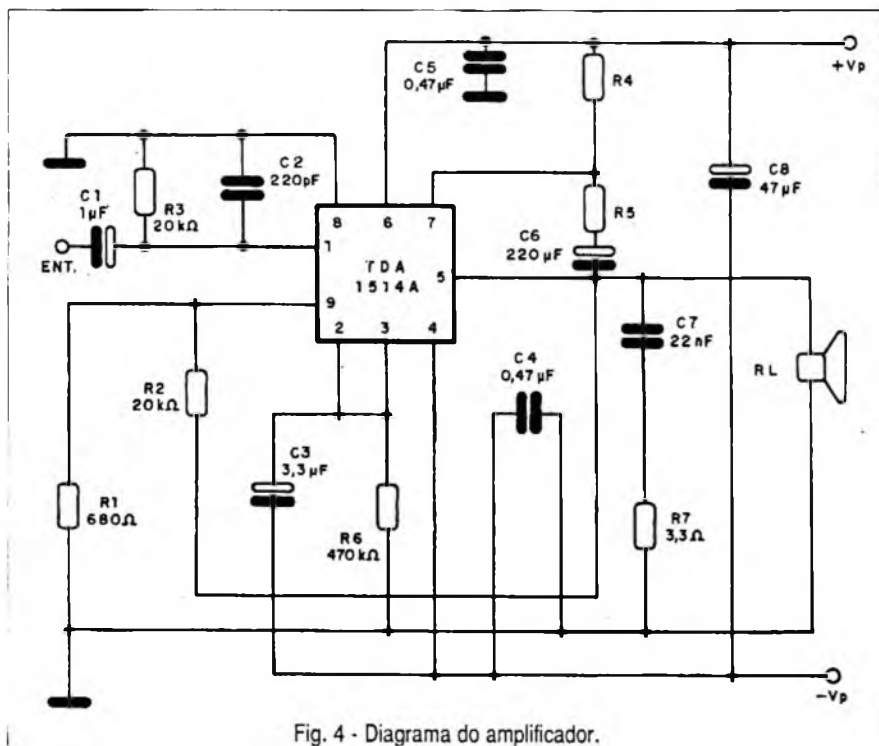 +Vp
C5
0,47µF
R4
C8
47µF
C2
220pF
C1
1µF
R3
20kΩ
ENT.
8
6
7
R5
C6
220µF
1
TDA
1514A
5
9
2
3
4
C7
22nF
C4
0,47µF
RL
R2
20kΩ
C3
3,3µF
R1
680Ω
R6
470kΩ
R7
3,3Ω
-Vp
Fig. 4 - Diagrama do amplificador.